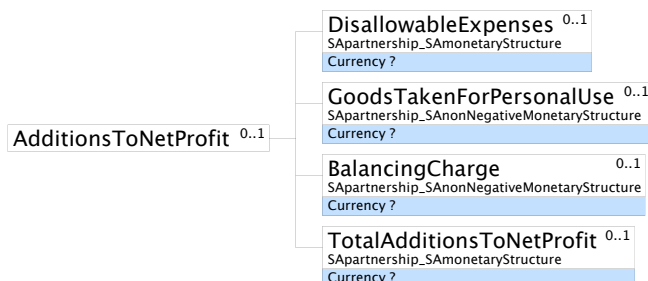 DisallowableExpenses 0..1
SApartnership_SAmonetaryStructure
Currency ?
GoodsTakenForPersonalUse 0..1
SApartnership_SAnonNegativeMonetaryStructure
Currency ?
AdditionsToNetProfit 0..1
BalancingCharge 0..1
SApartnership_SAnonNegativeMonetaryStructure
Currency ?
TotalAdditionsToNetProfit 0..1
SApartnership_SAmonetaryStructure
Currency ?